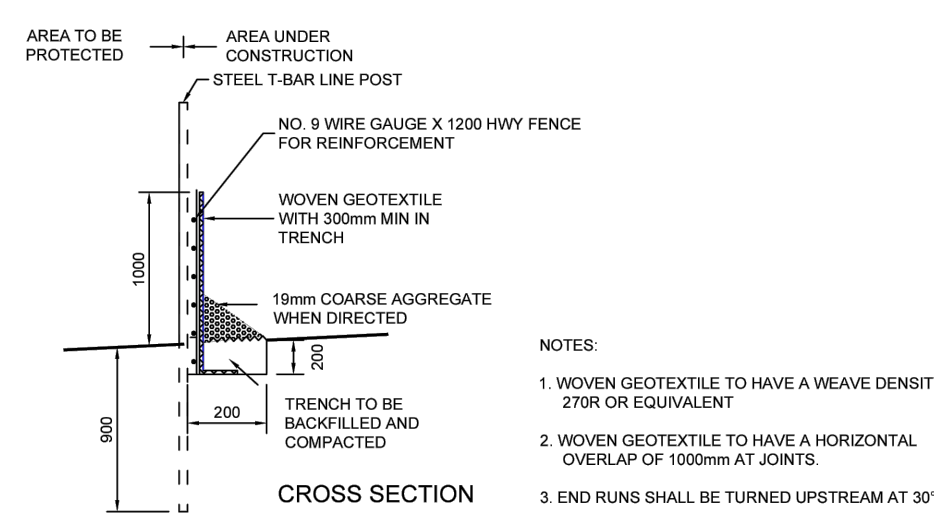 AREA TO BE
PROTECTED
AREA UNDER
CONSTRUCTION
STEEL T-BAR LINE POST
NO. 9 WIRE GAUGE X 1200 HWY FENCE
FOR REINFORCEMENT
WOVEN GEOTEXTILE
WITH 300mm MIN IN
TRENCH
1000
19mm COARSE AGGREGATE
WHEN DIRECTED
200
200
TRENCH TO BE
BACKFILLED AND
COMPACTED
900
CROSS SECTION
NOTES:
1. WOVEN GEOTEXTILE TO HAVE A WEAVE DENSIT
270R OR EQUIVALENT
2. WOVEN GEOTEXTILE TO HAVE A HORIZONTAL
OVERLAP OF 1000mm AT JOINTS.
3. END RUNS SHALL BE TURNED UPSTREAM AT 30°